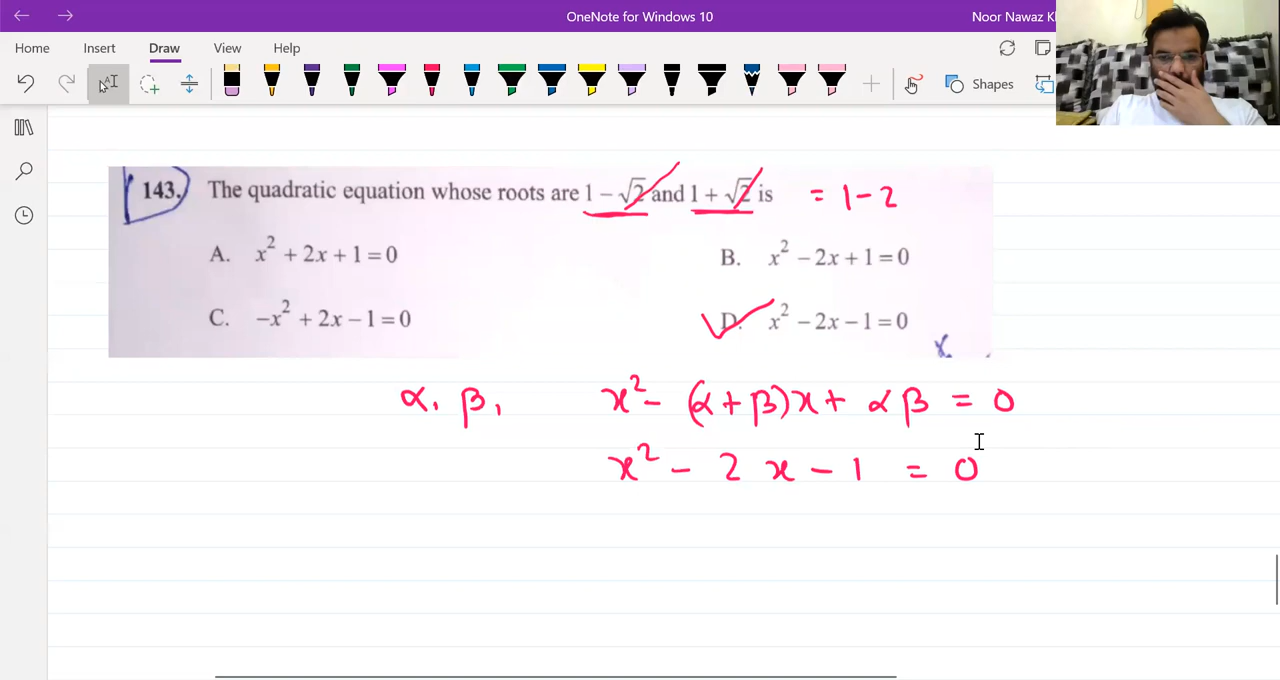 OneNote for Windows 10
Noor Nawaz
Home Insert Draw View Help
Shapes
143. The quadratic equation whose roots are 1 − √2 and 1 + √2 is = 1 - 2
A. x² + 2x + 1 = 0 B. x² − 2x + 1 = 0
C. −x² + 2x − 1 = 0 D. x² − 2x − 1 = 0
α, β, x² - (α + β)x + αβ = 0
x² - 2x - 1 = 0